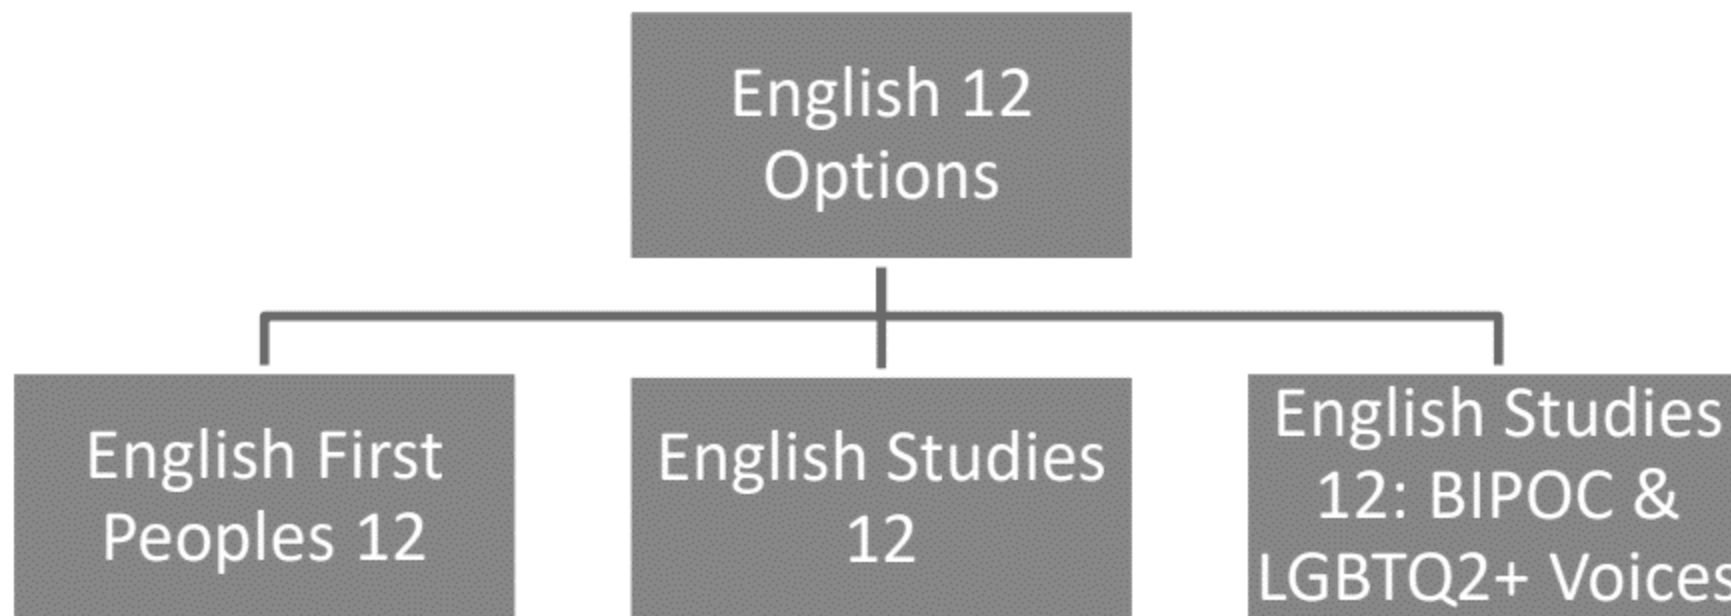 English 12
Options
English First
Peoples 12
English Studies
12
English Studies
12: BIPOC &
LGBTQ2+ Voices